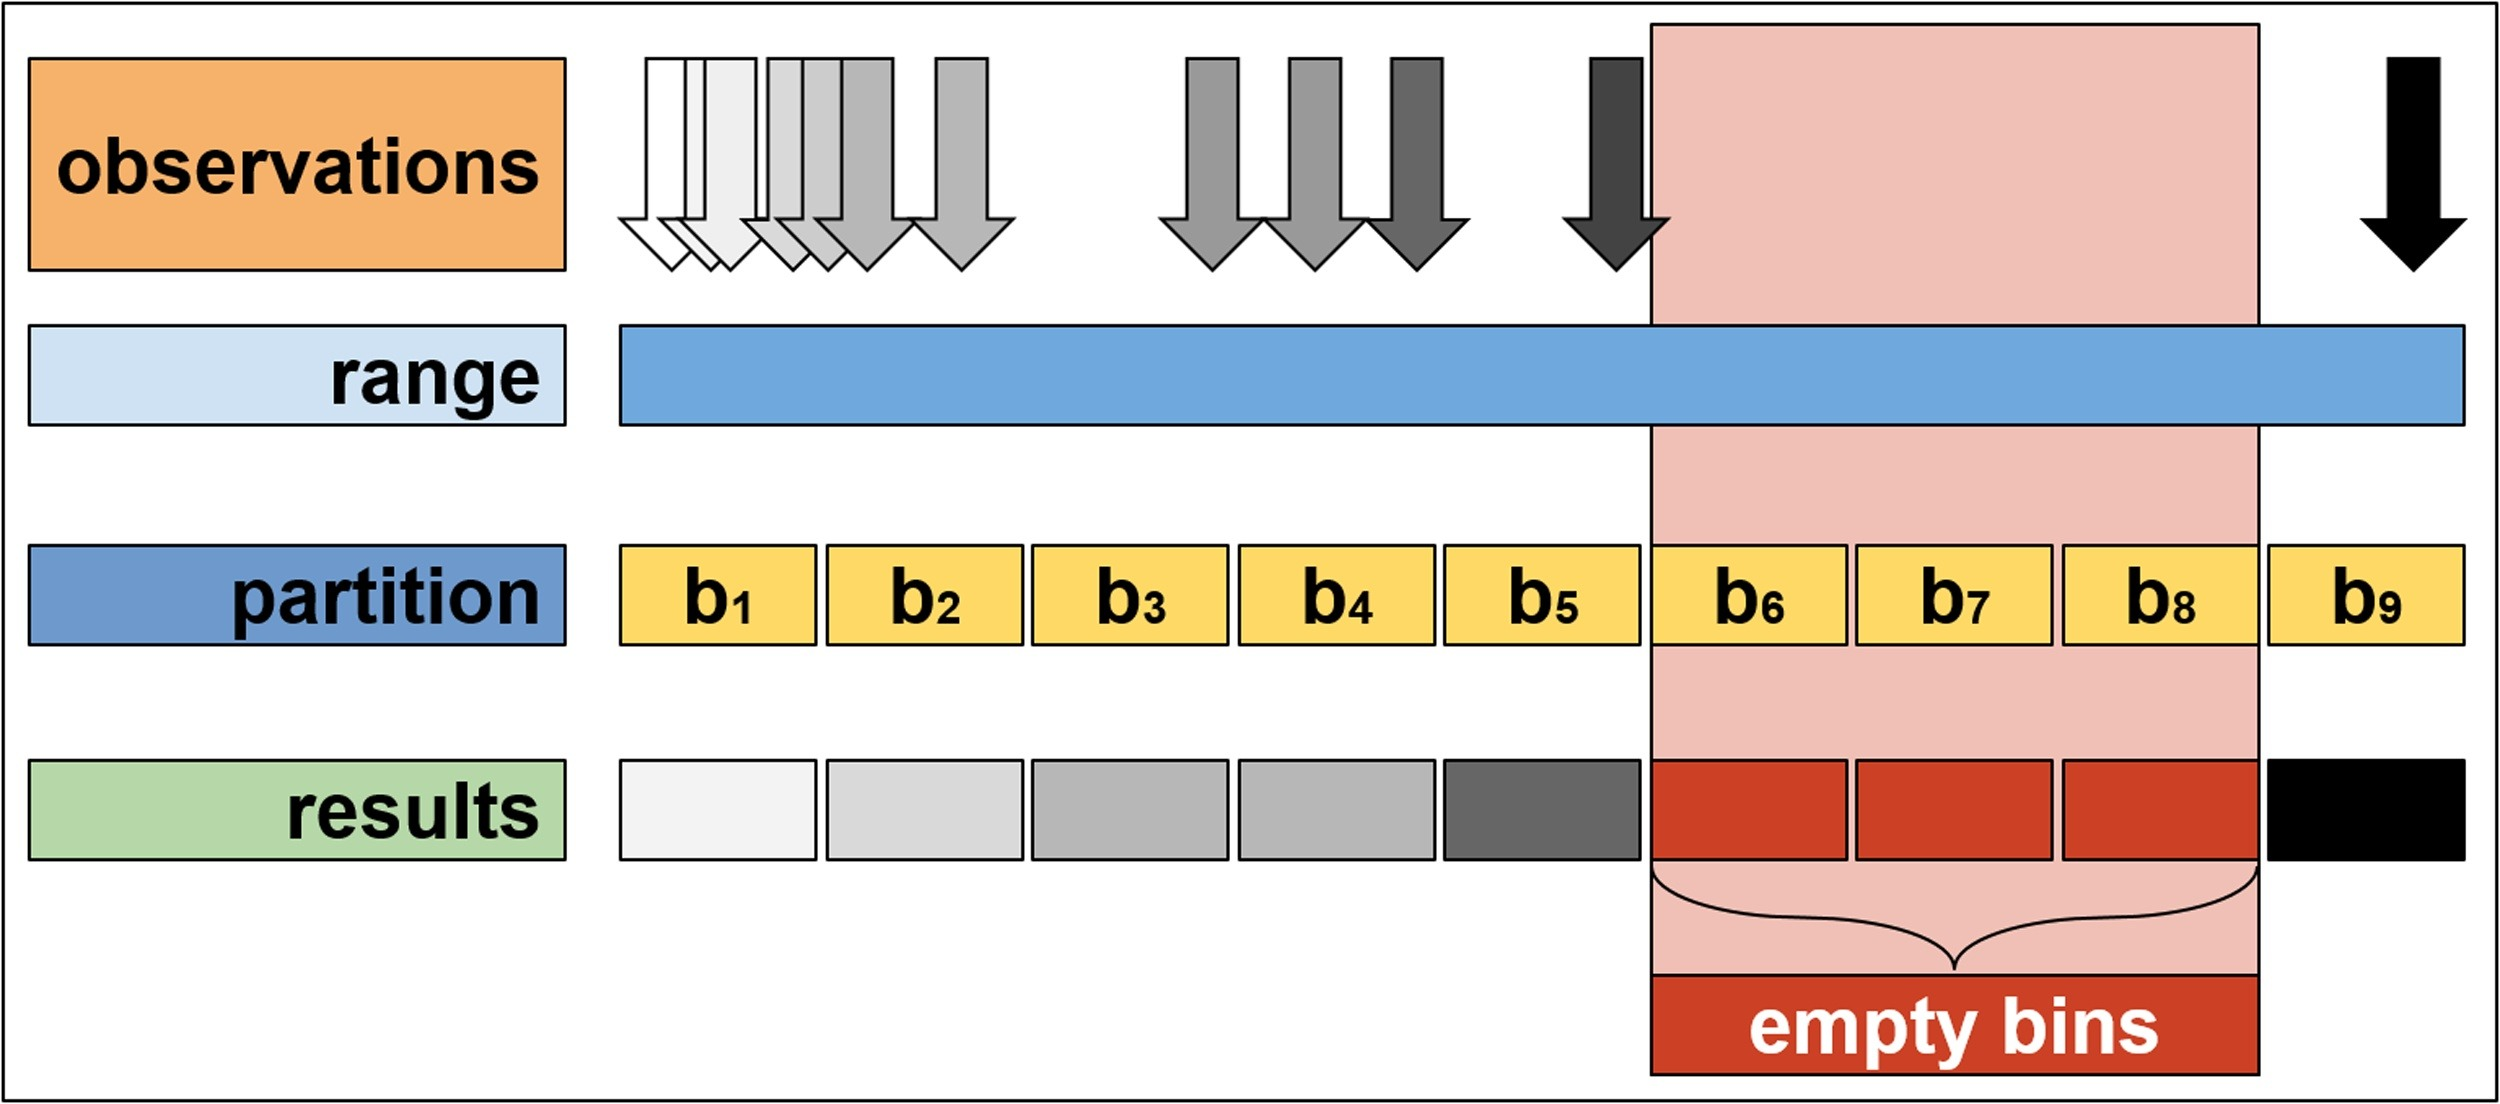 observations
range
partition
b1 b2 b3 b4 b5 b6 b7 b8 b9
results
empty bins